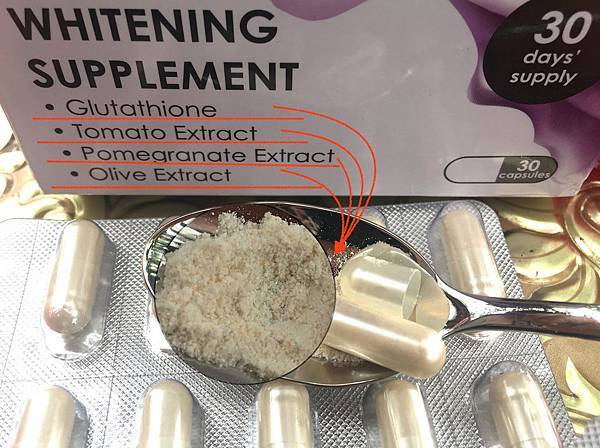 WHITENING
SUPPLEMENT
• Glutathione
• Tomato Extract
• Pomegranate Extract
• Olive Extract
30
days'
supply
30
capsules